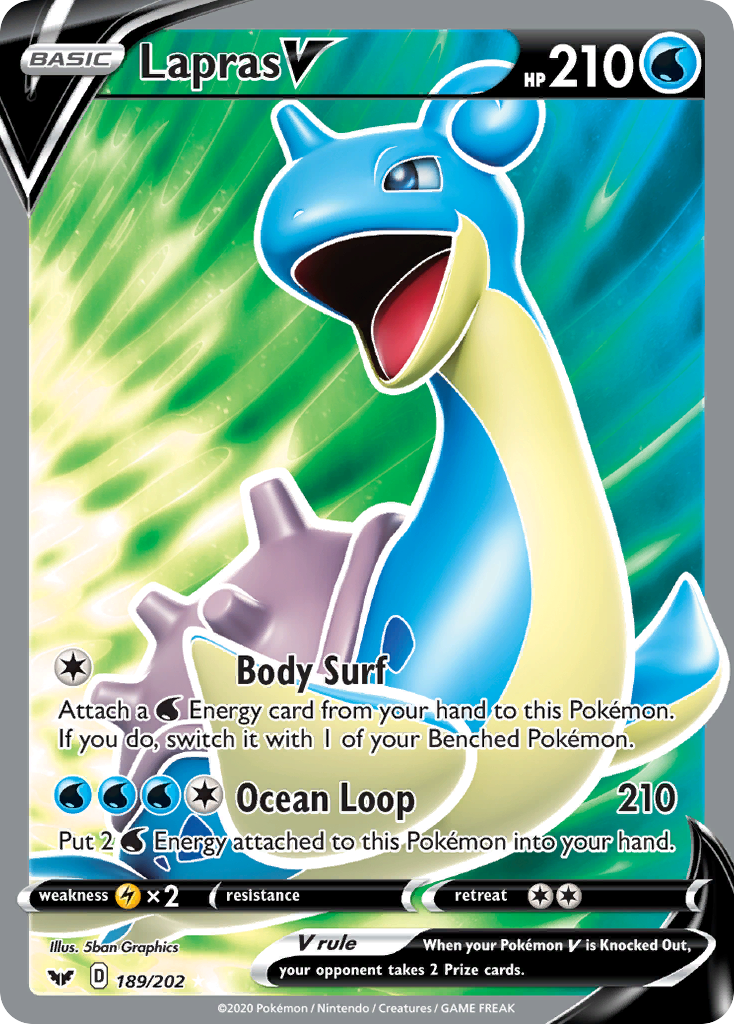 BASIC
Lapras V
HP 210
Body Surf
Attach a Energy card from your hand to this Pokémon.
If you do, switch it with 1 of your Benched Pokémon.
Ocean Loop 210
Put 2 Energy attached to this Pokémon into your hand.
weakness ×2 resistance retreat
Illus. 5ban Graphics
V rule When your Pokémon V is Knocked Out,
your opponent takes 2 Prize cards.
D 189/202
©2020 Pokémon / Nintendo / Creatures / GAME FREAK